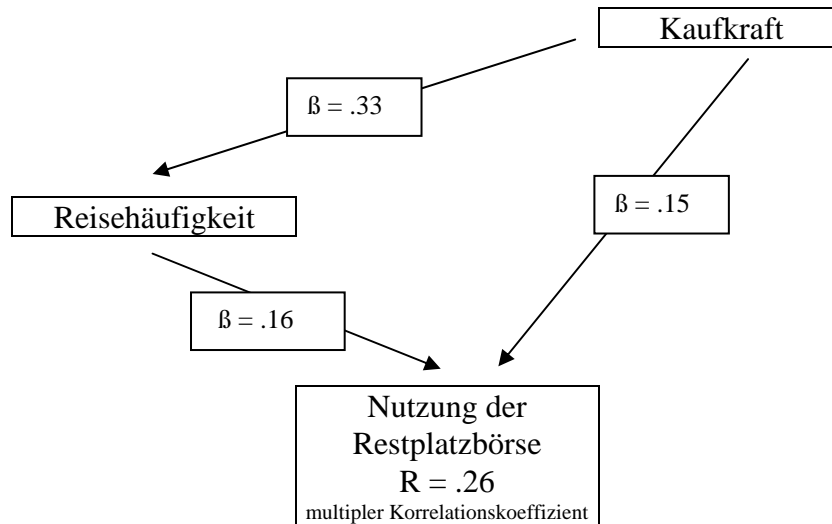 Kaufkraft
ß = .33
Reisehäufigkeit
ß = .15
ß = .16
Nutzung der
Restplatzbörse
R = .26
multipler Korrelationskoeffizient